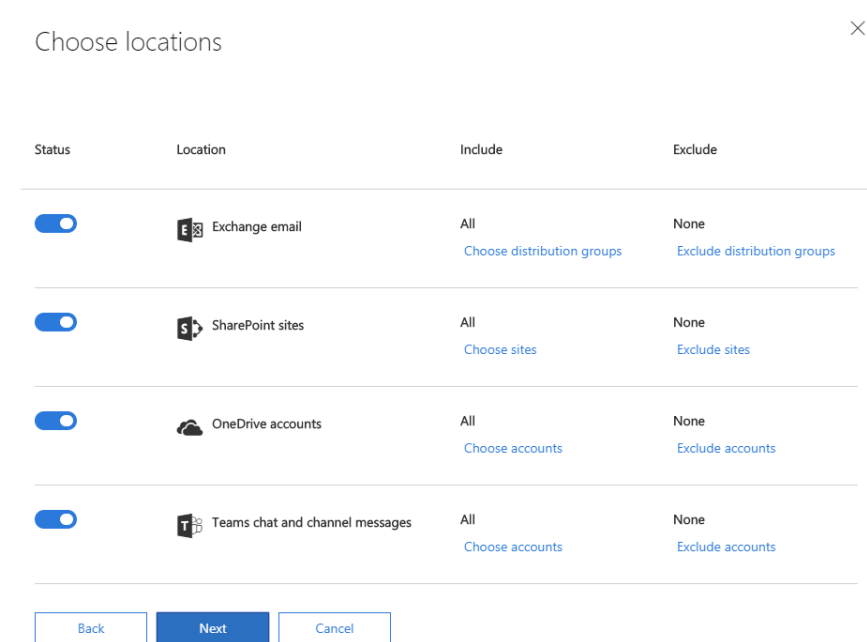 Choose locations
Status Location Include Exclude
Exchange email All None
Choose distribution groups Exclude distribution groups
SharePoint sites All None
Choose sites Exclude sites
OneDrive accounts All None
Choose accounts Exclude accounts
Teams chat and channel messages All None
Choose accounts Exclude accounts
Back Next Cancel